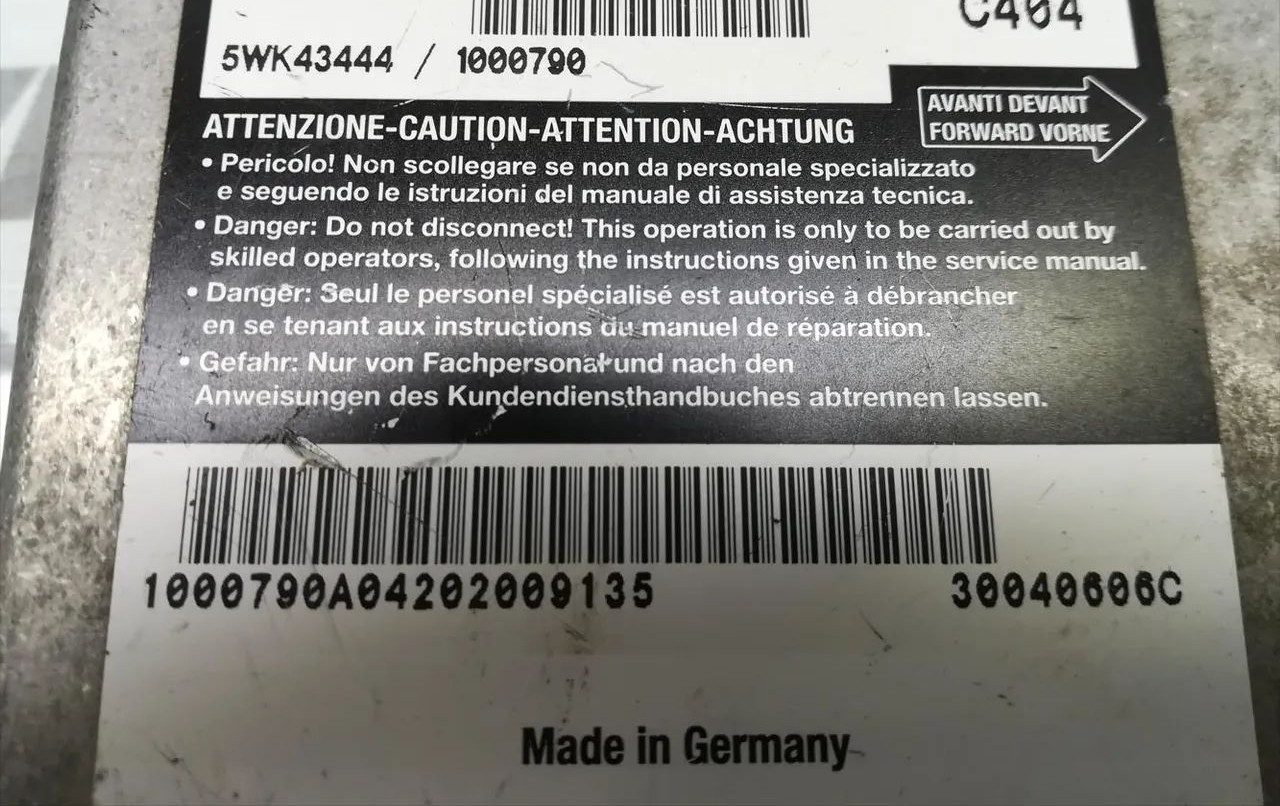 C404
5WK43444 / 1000790
AVANTI DEVANT
FORWARD VORNE
ATTENZIONE-CAUTION-ATTENTION-ACHTUNG
• Pericolo! Non scollegare se non da personale specializzato
e seguendo le istruzioni del manuale di assistenza tecnica.
• Danger: Do not disconnect! This operation is only to be carried out by
skilled operators, following the instructions given in the service manual.
• Danger: Seul le personel spécialisé est autorisé à débrancher
en se tenant aux instructions du manuel de réparation.
• Gefahr: Nur von Fachpersonal und nach den
Anweisungen des Kundendiensthandbuches abtrennen lassen.
1000790A04202009135
30040606C
Made in Germany